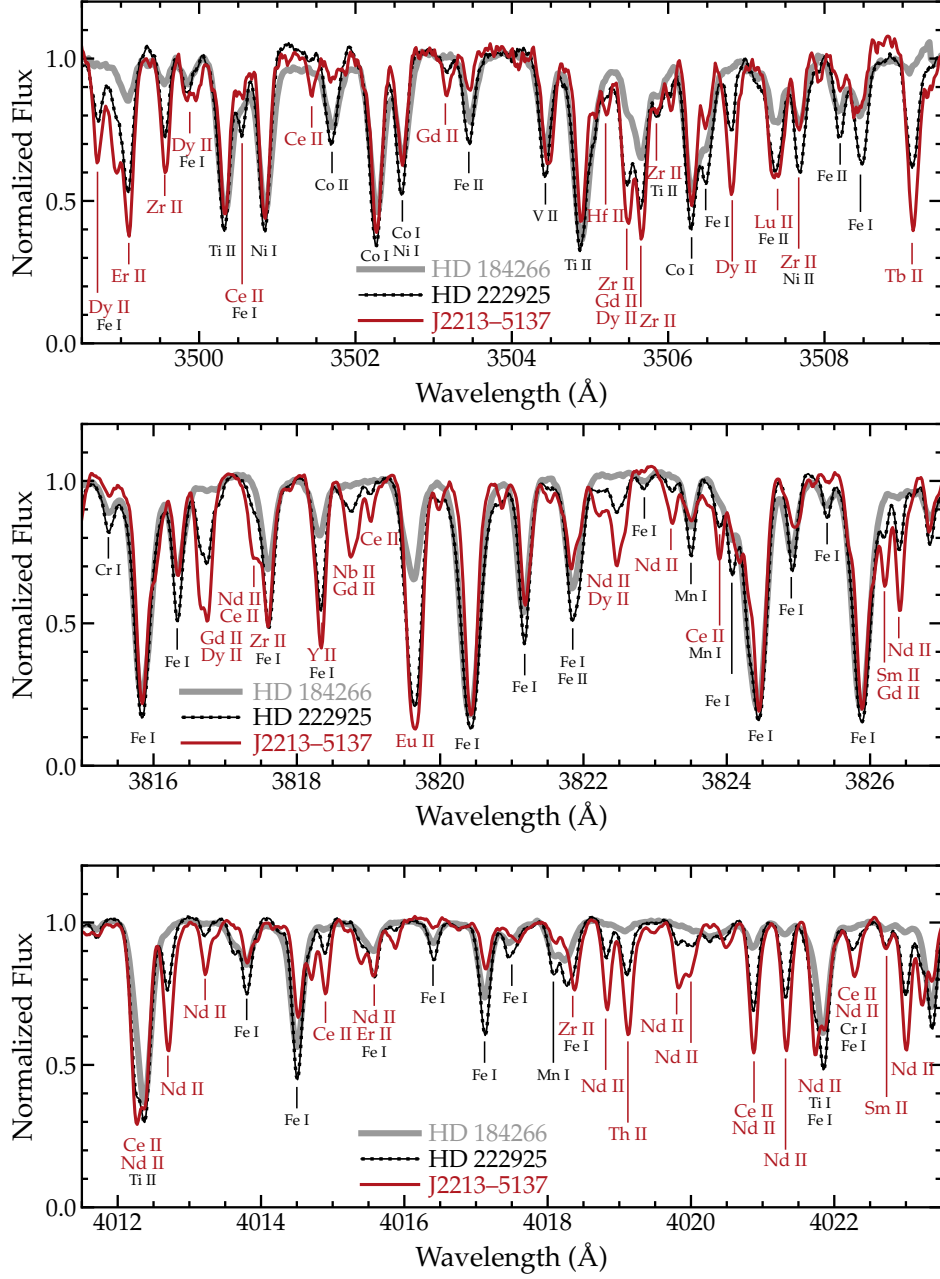 1.0
0.5
0.0
Normalized Flux
Dy II
Fe I
Er II
Zr II
Dy II
Fe I
Ti II
Ce II
Fe I
Ni I
Ce II
Co II
Co I
Co I
Ni I
Gd II
Fe II
V II
Ti II
Hf II
Zr II
Gd II
Dy II
Zr II
Zr II
Ti II
Co I
Fe I
Dy II
Lu II
Fe II
Zr II
Ni II
Fe II
Fe I
Tb II
HD 184266
HD 222925
J2213–5137
3500
3502
3504
3506
3508
Wavelength (Å)
1.0
0.5
0.0
Normalized Flux
Cr I
Fe I
Fe I
Gd II
Dy II
Nd II
Ce II
Zr II
Fe I
Y II
Fe I
Nb II
Gd II
Ce II
Eu II
Fe I
Fe I
Fe I
Fe II
Nd II
Dy II
Fe I
Nd II
Mn I
Ce II
Mn I
Fe I
Fe I
Fe I
Fe I
Fe I
Sm II
Gd II
Nd II
HD 184266
HD 222925
J2213–5137
3816
3818
3820
3822
3824
3826
Wavelength (Å)
1.0
0.5
0.0
Normalized Flux
Ce II
Nd II
Ti II
Nd II
Nd II
Fe I
Fe I
Ce II
Nd II
Er II
Fe I
Fe I
Fe I
Fe I
Mn I
Zr II
Fe I
Nd II
Th II
Nd II
Nd II
Ce II
Nd II
Nd II
Nd II
Ti I
Fe I
Ce II
Nd II
Cr I
Fe I
Sm II
Nd II
HD 184266
HD 222925
J2213–5137
4012
4014
4016
4018
4020
4022
Wavelength (Å)